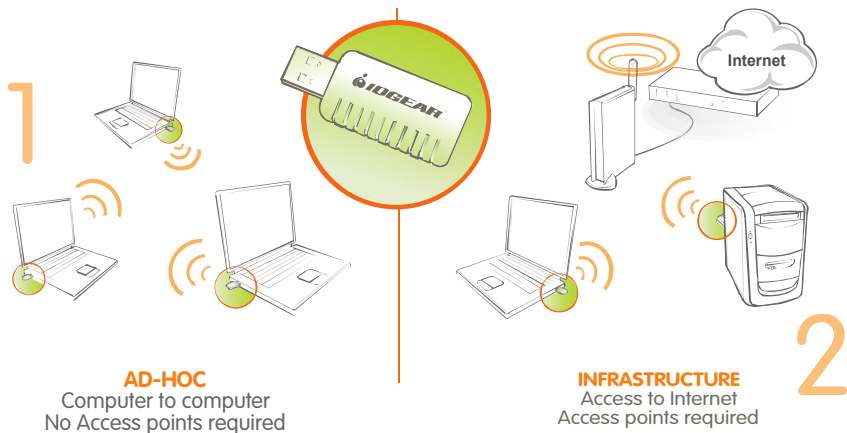 1
IOGEAR
Internet
AD-HOC
Computer to computer
No Access points required
2
INFRASTRUCTURE
Access to Internet
Access points required